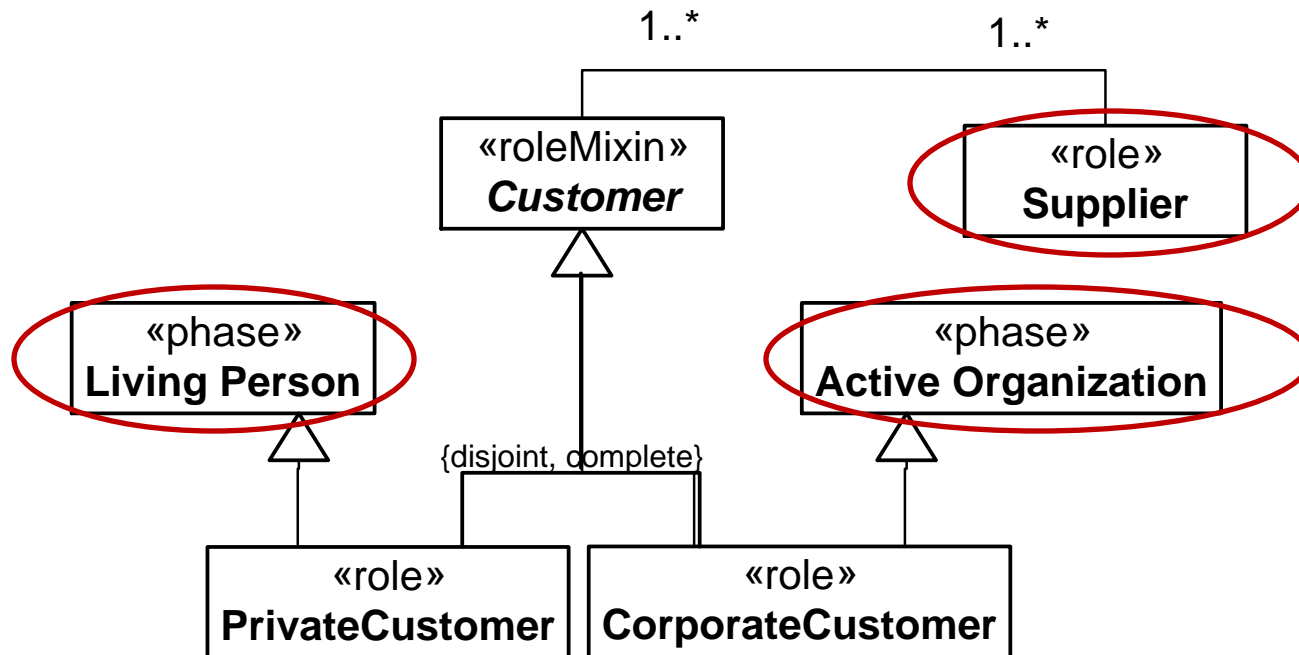 1..*
1..*
«roleMixin»
Customer
«role»
Supplier
«phase»
Living Person
«phase»
Active Organization
{disjoint, complete}
«role»
PrivateCustomer
«role»
CorporateCustomer